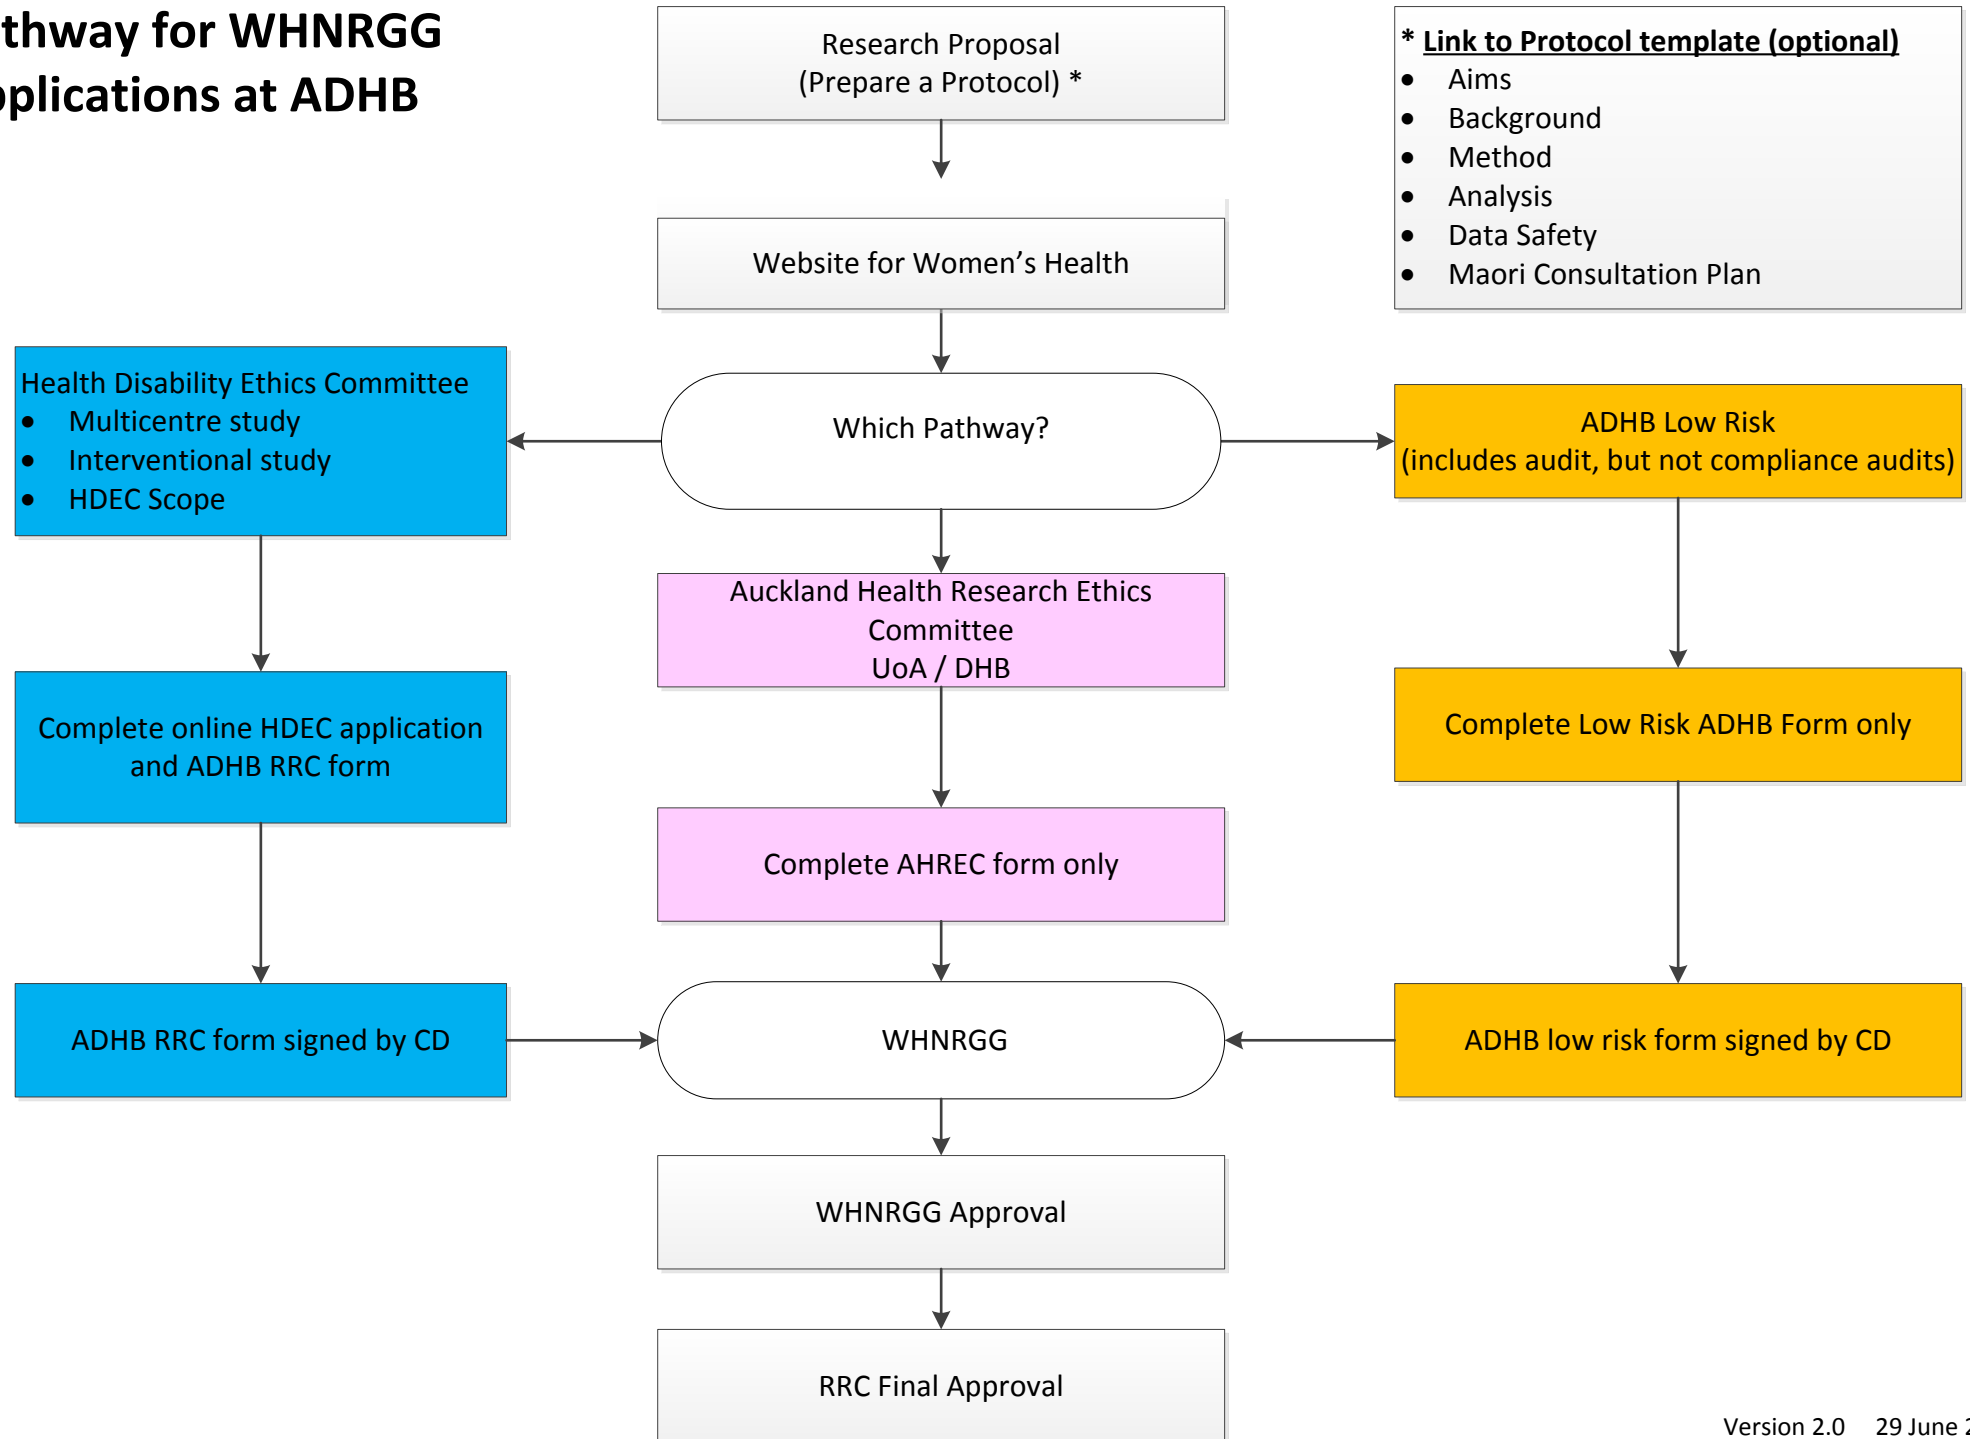 thway for WHNRGG
plications at ADHB
Research Proposal
(Prepare a Protocol) *
* Link to Protocol template (optional)
• Aims
• Background
• Method
• Analysis
• Data Safety
• Maori Consultation Plan
Website for Women’s Health
Health Disability Ethics Committee
• Multicentre study
• Interventional study
• HDEC Scope
Which Pathway?
ADHB Low Risk
(includes audit, but not compliance audits)
Auckland Health Research Ethics
Committee
UoA / DHB
Complete online HDEC application
and ADHB RRC form
Complete Low Risk ADHB Form only
Complete AHREC form only
ADHB RRC form signed by CD
WHNRGG
ADHB low risk form signed by CD
WHNRGG Approval
RRC Final Approval
Version 2.0 29 June